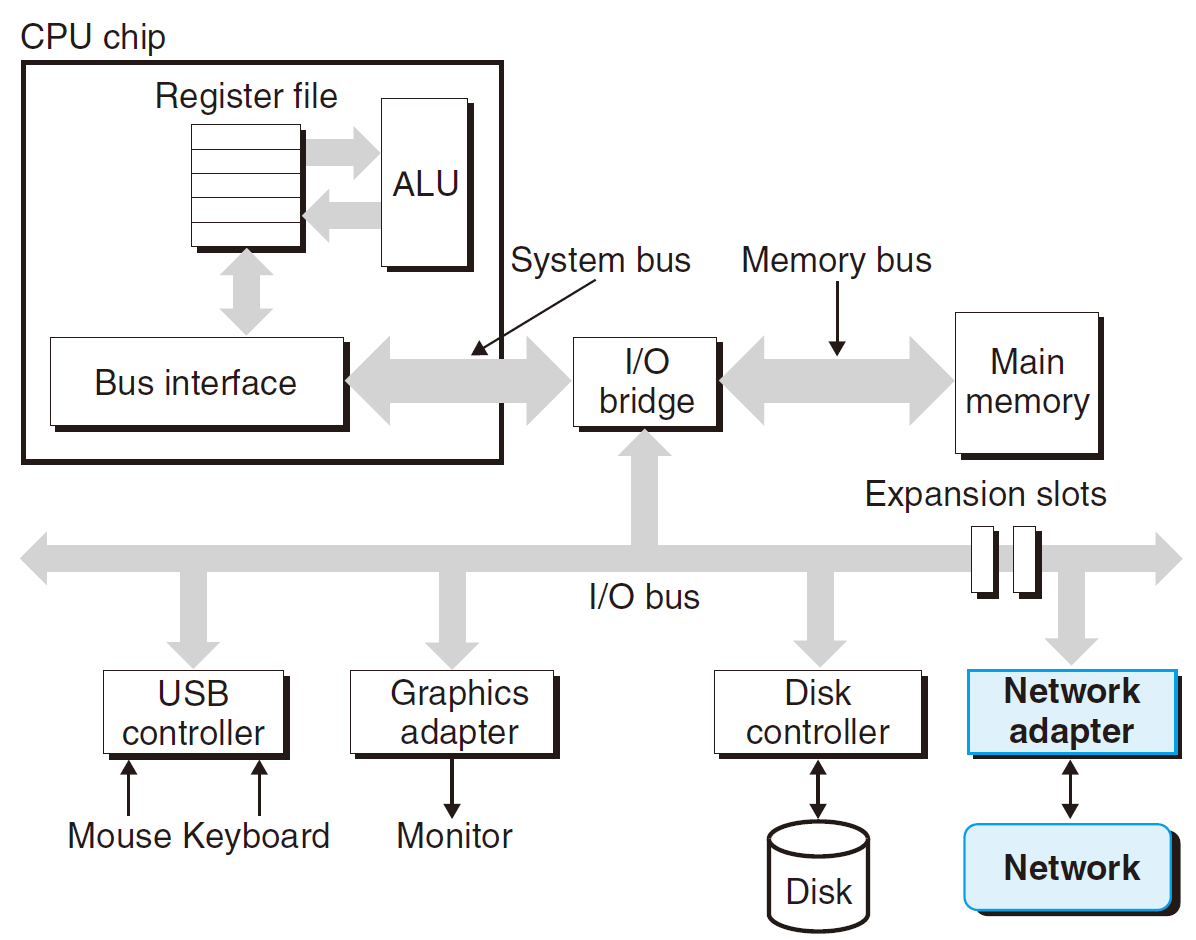 CPU chip
Register file
ALU
System bus
Memory bus
Bus interface
I/O
bridge
Main
memory
Expansion slots
I/O bus
USB
controller
Graphics
adapter
Disk
controller
Network
adapter
Mouse
Keyboard
Monitor
Disk
Network